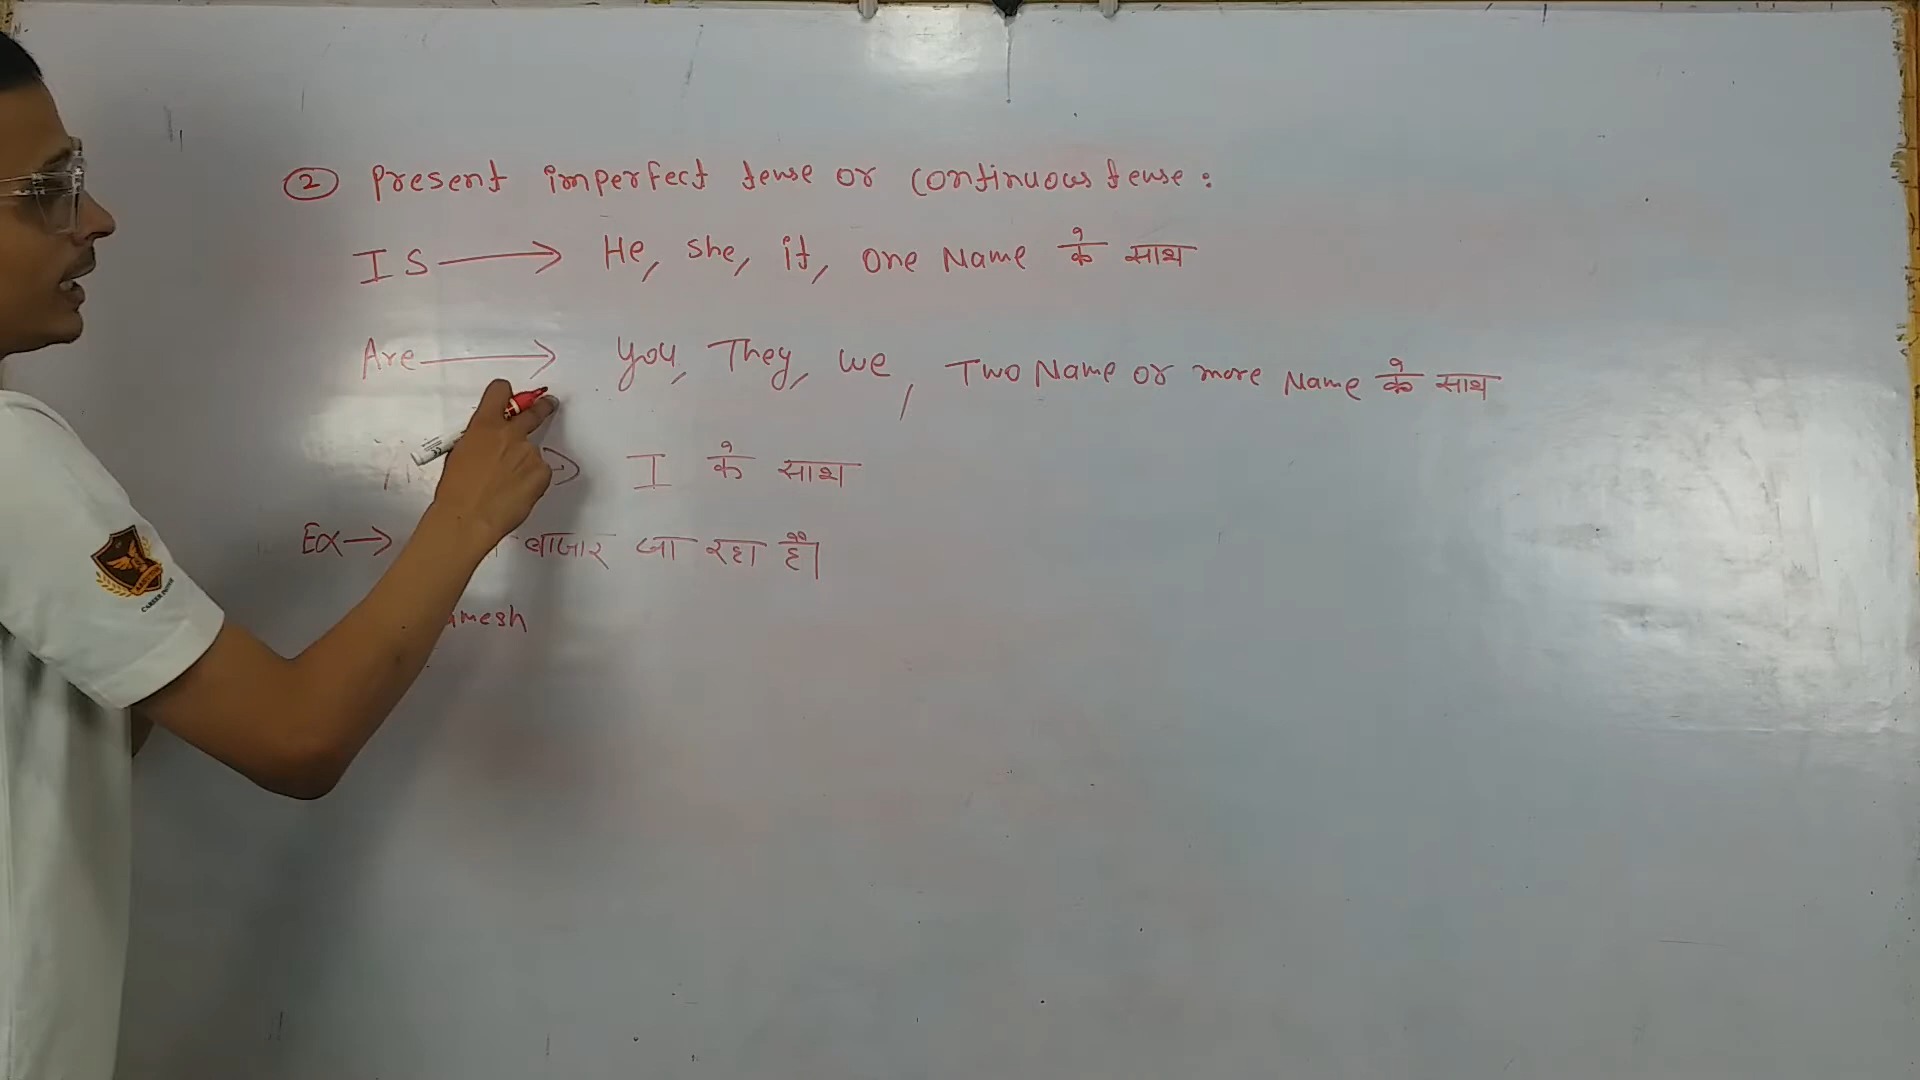 ② Present imperfect tense or continuous tense :
IS → He, she, it, one Name के साथ
Are → you, They, we, Two Name or more Name के साथ
→ I के साथ
Ex → बाजार जा रहा है।
amesh